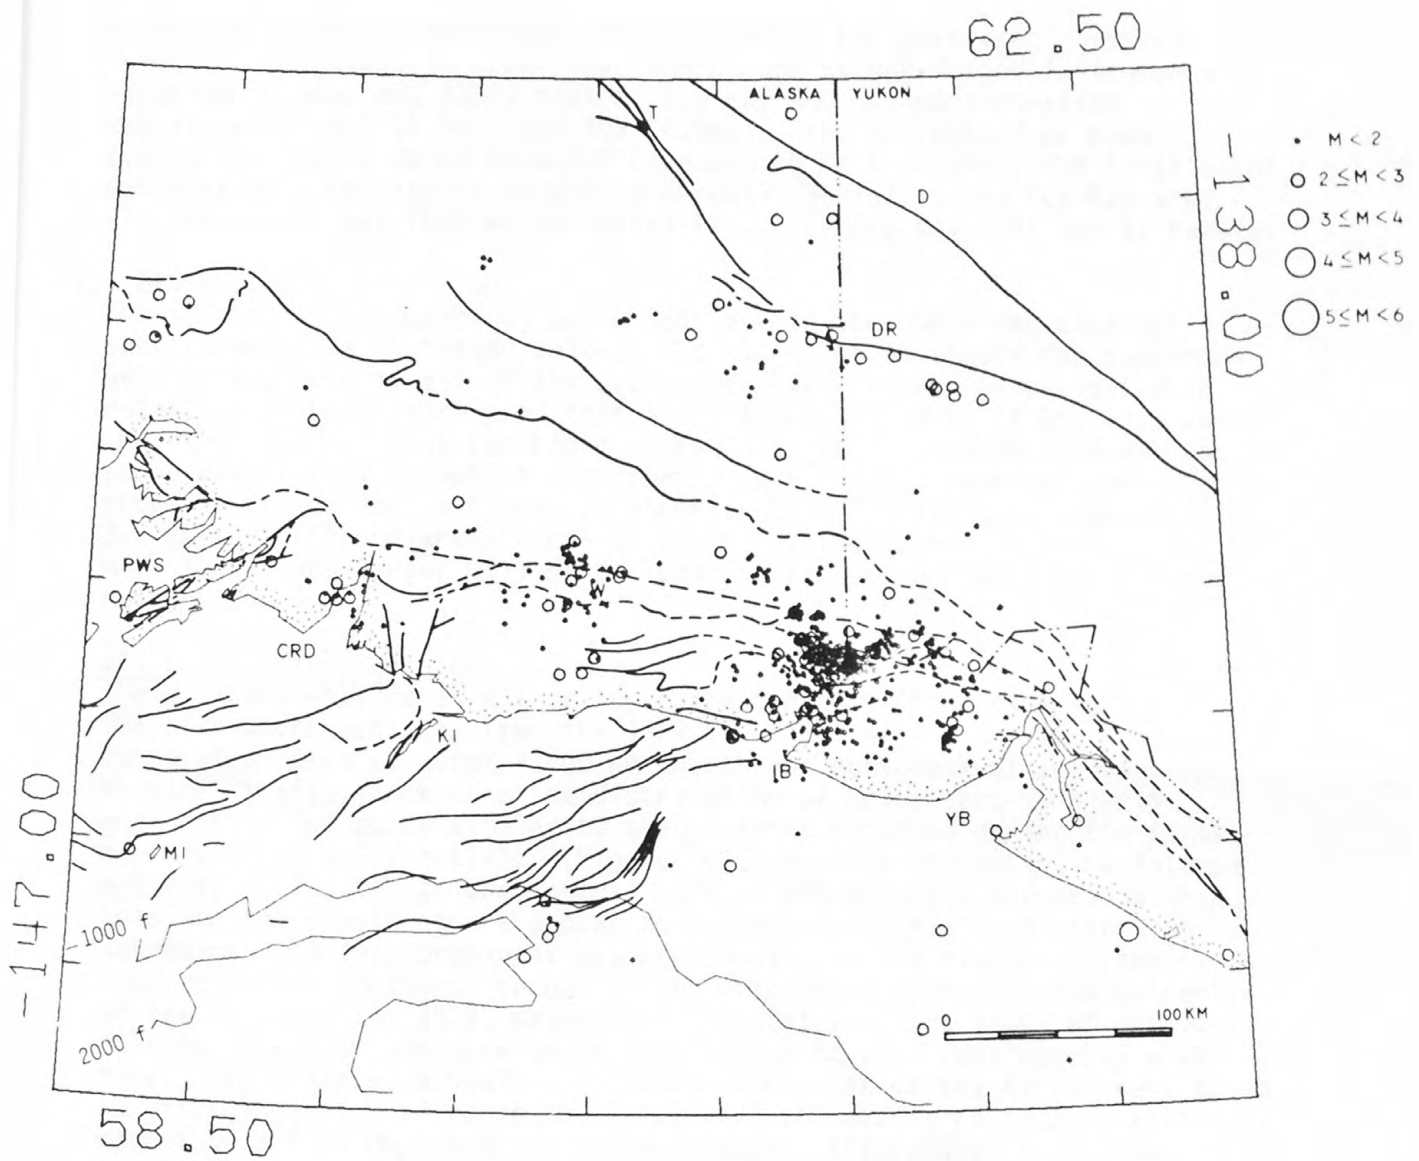 62.50
ALASKA YUKON
T
D
-138.00
M < 2
2 ≤ M < 3
3 ≤ M < 4
4 ≤ M < 5
5 ≤ M < 6
DR
PWS
W
CRD
KI
IB
YB
MI
-147.00
1000 f
2000 f
0 100 KM
58.50